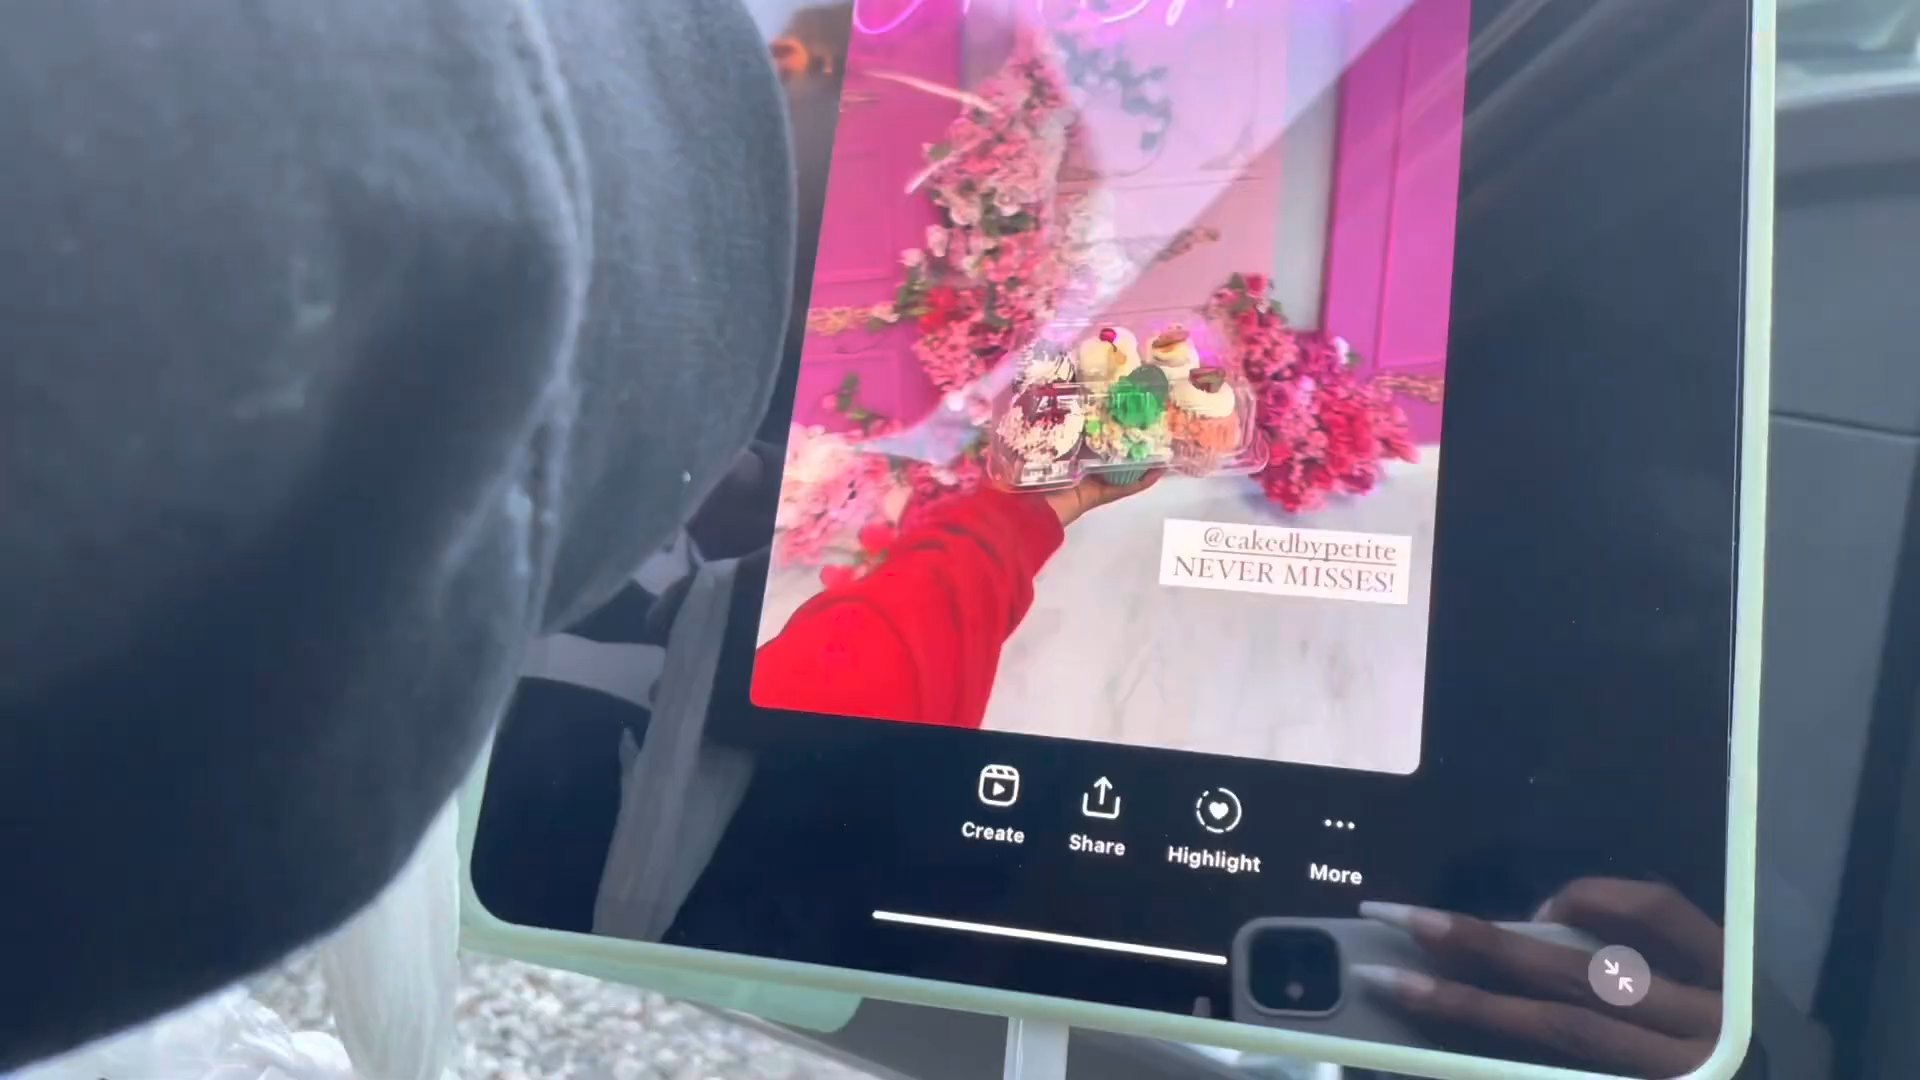 @cakedbypetite
NEVER MISSES!
Create
Share
Highlight
More